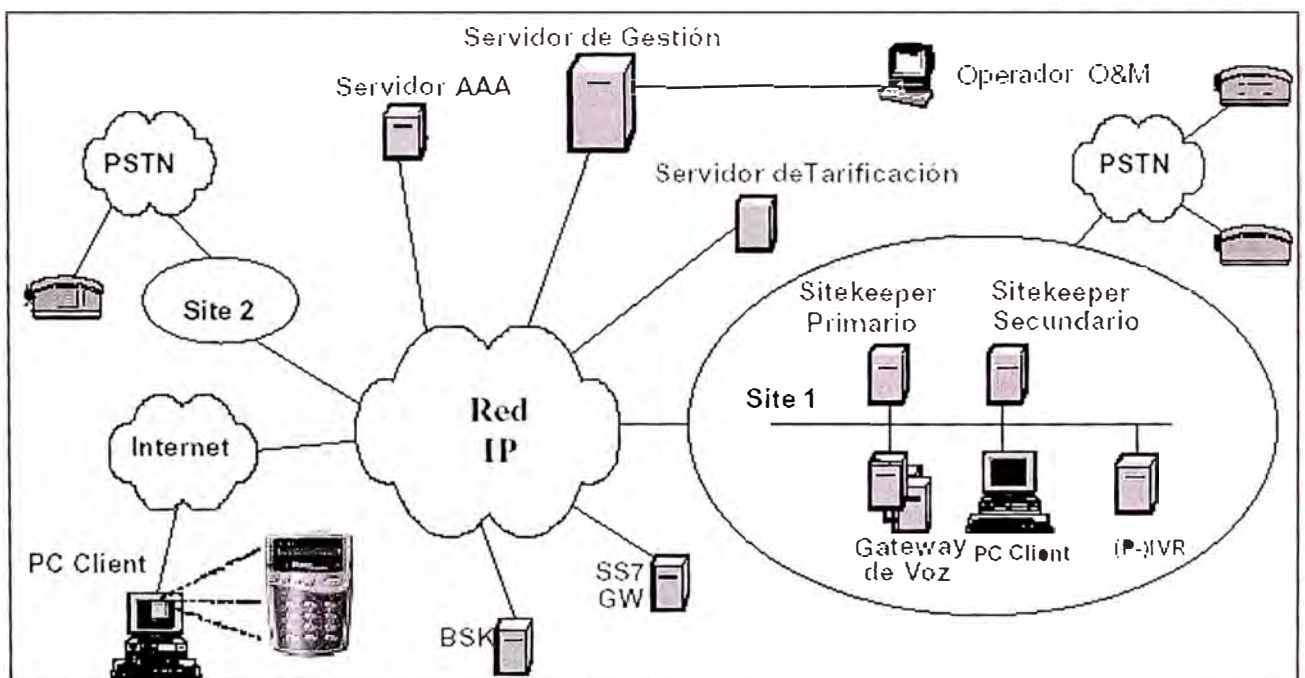 Servidor de Gestión
Servidor AAA
Operador O&M
PSTN
PSTN
Servidor deTarificación
Site 2
Sitekeeper
Primario
Sitekeeper
Secundario
Site 1
Red
IP
Internet
PC Client
Gateway
de Voz
PC Client
(P-)IVR
SS7
GW
BSK